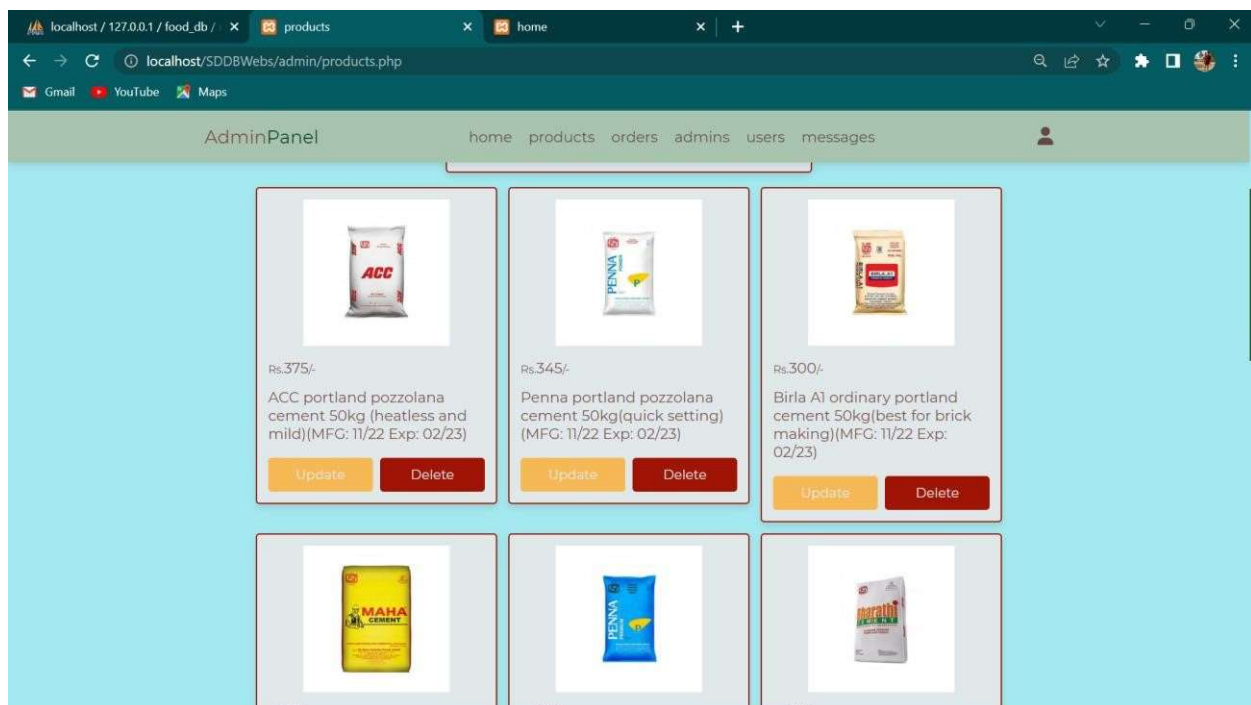 localhost / 127.0.0.1 / food_db /
products
home
localhost/SDDBWebs/admin/products.php
Gmail YouTube Maps
AdminPanel home products orders admins users messages
ACC
PENNA
P
BIRLA A1
Rs.375/-
ACC portland pozzolana
cement 50kg (heatless and
mild)(MFG: 11/22 Exp: 02/23)
Update Delete
Rs.345/-
Penna portland pozzolana
cement 50kg(quick setting)
(MFG: 11/22 Exp: 02/23)
Update Delete
Rs.300/-
Birla A1 ordinary portland
cement 50kg(best for brick
making)(MFG: 11/22 Exp:
02/23)
Update Delete
MAHA
CEMENT
PENNA
Bharathi
CEMENT